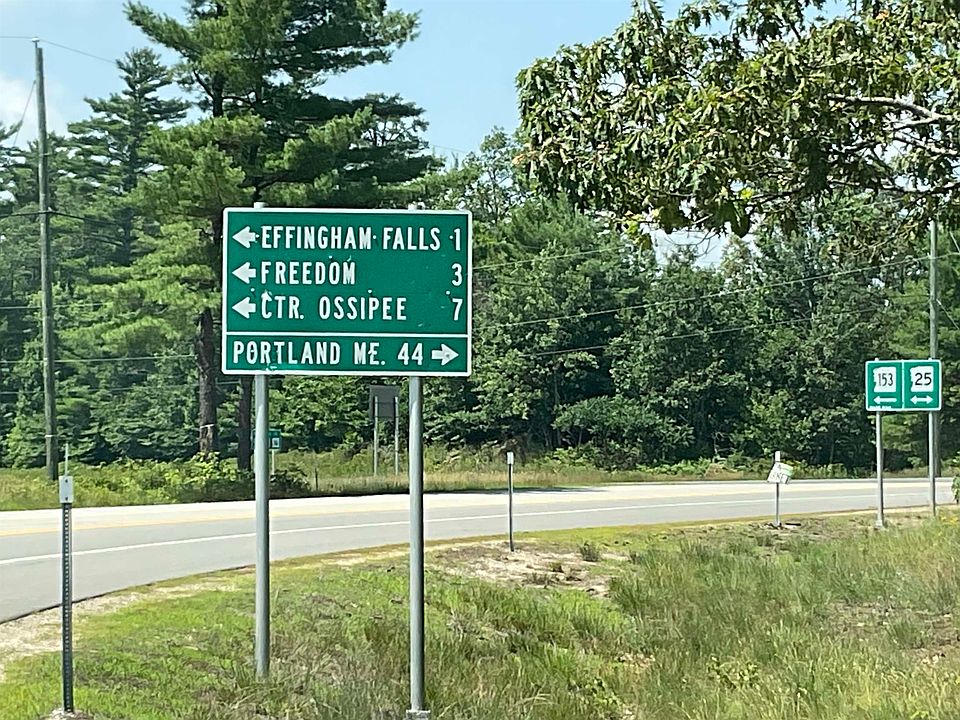 EFFINGHAM FALLS 1
FREEDOM 3
CTR. OSSIPEE 7
PORTLAND ME. 44
153
25